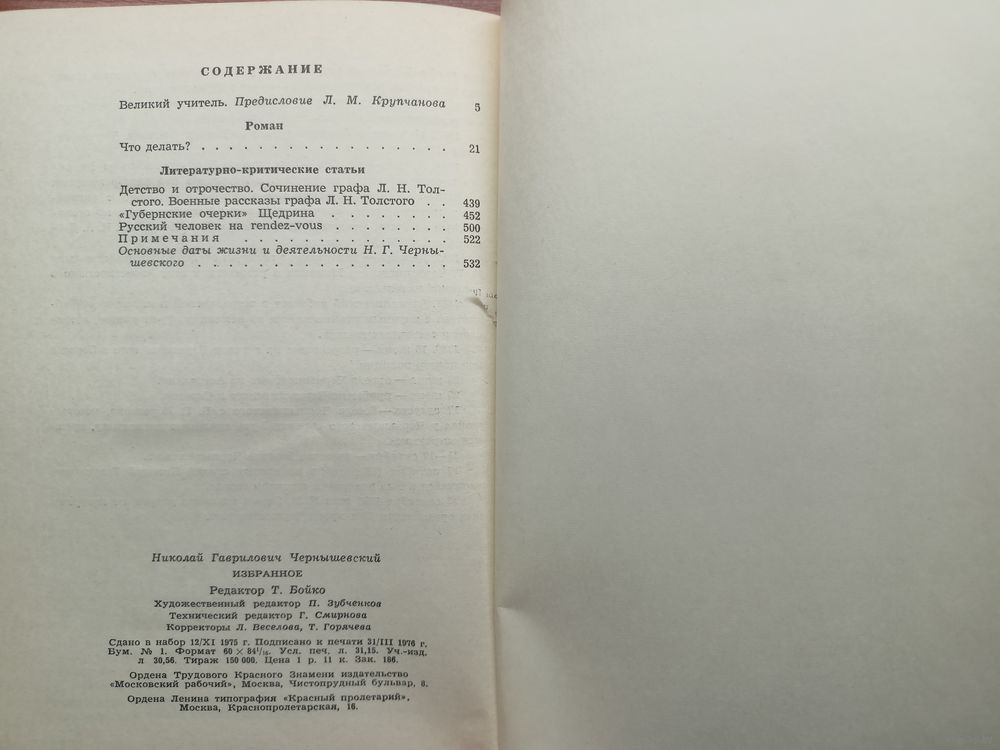 СОДЕРЖАНИЕ
Великий учитель. Предисловие Л. М. Крупчанова 5
Роман
Что делать? . . . . . . . . . . . . . . . . 21
Литературно-критические статьи
Детство и отрочество. Сочинение графа Л. Н. Тол-
стого. Военные рассказы графа Л. Н. Толстого . . 439
«Губернские очерки» Щедрина . . . . . . . . 452
Русский человек на rendez-vous . . . . . . . 500
Примечания . . . . . . . . . . . . . 522
Основные даты жизни и деятельности Н. Г. Черны-
шевского . . . . . . . . . . . . . . . . . 532
Николай Гаврилович Чернышевский
ИЗБРАННОЕ
Редактор Т. Бойко
Художественный редактор П. Зубченков
Технический редактор Г. Смирнова
Корректоры Л. Веселова, Т. Горячева
Сдано в набор 12/XI 1975 г. Подписано к печати 31/III 1976 г.
Бум. № 1. Формат 60 × 84¹/₁₆. Усл. печ. л. 31,15. Уч.-изд.
л 30,56. Тираж 150 000. Цена 1 р. 11 к. Зак. 186.
Ордена Трудового Красного Знамени издательство
«Московский рабочий», Москва, Чистопрудный бульвар, 8.
Ордена Ленина типография «Красный пролетарий»,
Москва, Краснопролетарская, 16.